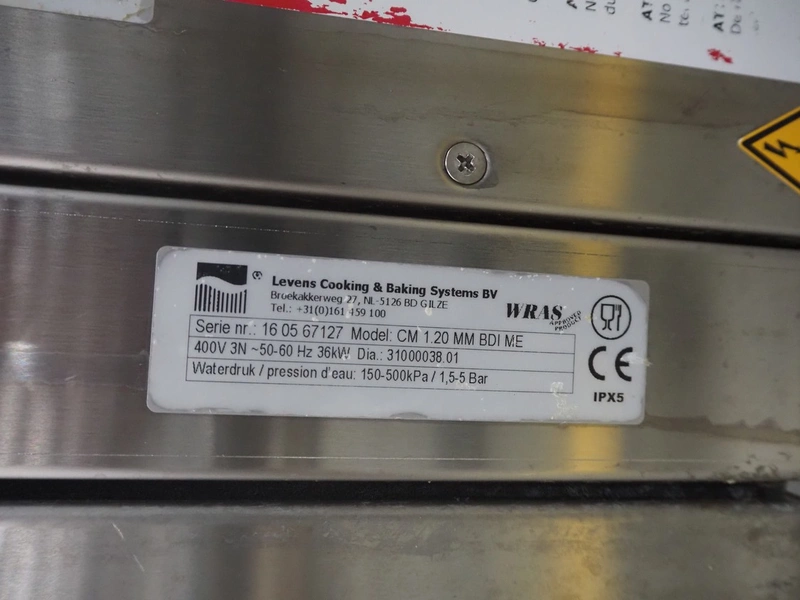 Levens Cooking & Baking Systems BV
Broekakkerweg 27, NL-5126 BD GILZE
Tel.: +31(0)161 459 100
WRAS
APPROVED
PRODUCT
Serie nr.: 16 05 67127 Model: CM 1.20 MM BDI ME
400V 3N ~50-60 Hz 36kW Dia.: 31000038.01
Waterdruk / pression d'eau: 150-500kPa / 1,5-5 Bar
CE
IPX5